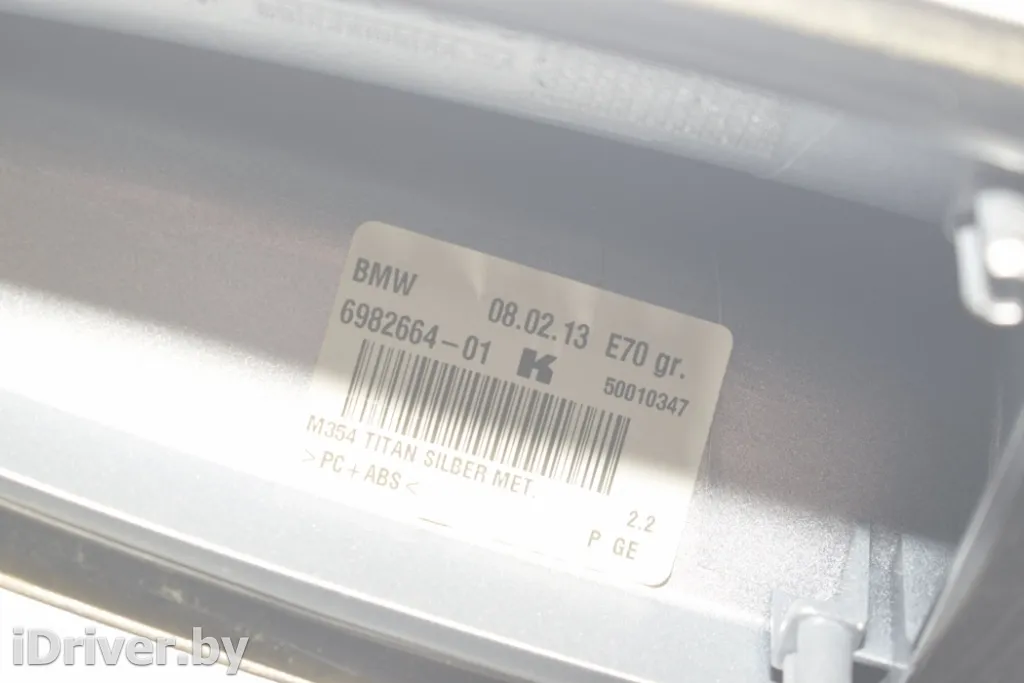 BMW 08.02.13 E70 gr.
6982664-01 K 50010347
M354 TITAN SILBER MET.
>PC+ABS<
2.2
P GE
iDriver.by